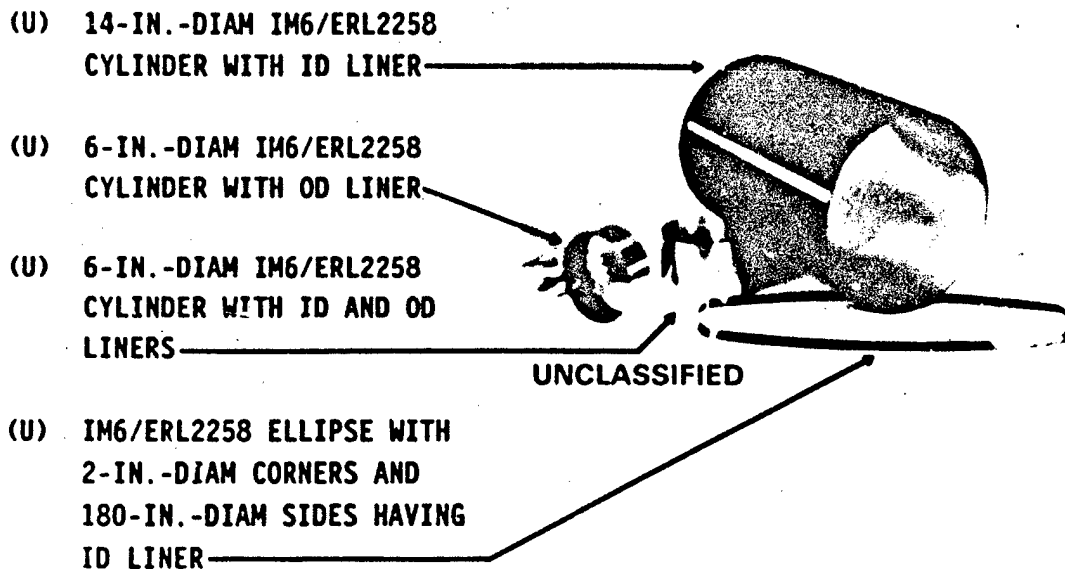 (U) 14-IN.-DIAM IM6/ERL2258
CYLINDER WITH ID LINER
(U) 6-IN.-DIAM IM6/ERL2258
CYLINDER WITH OD LINER
(U) 6-IN.-DIAM IM6/ERL2258
CYLINDER WITH ID AND OD
LINERS
UNCLASSIFIED
(U) IM6/ERL2258 ELLIPSE WITH
2-IN.-DIAM CORNERS AND
180-IN.-DIAM SIDES HAVING
ID LINER